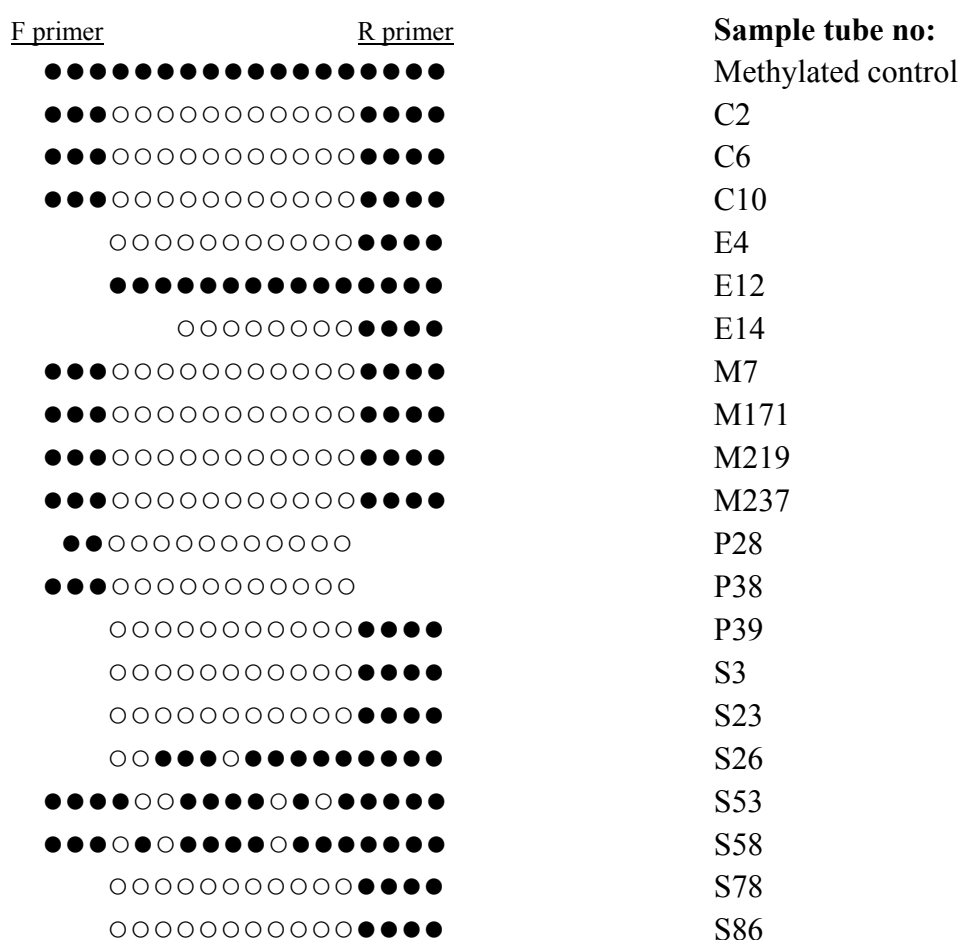 F primer R primer Sample tube no:
Methylated control
C2
C6
C10
E4
E12
E14
M7
M171
M219
M237
P28
P38
P39
S3
S23
S26
S53
S58
S78
S86